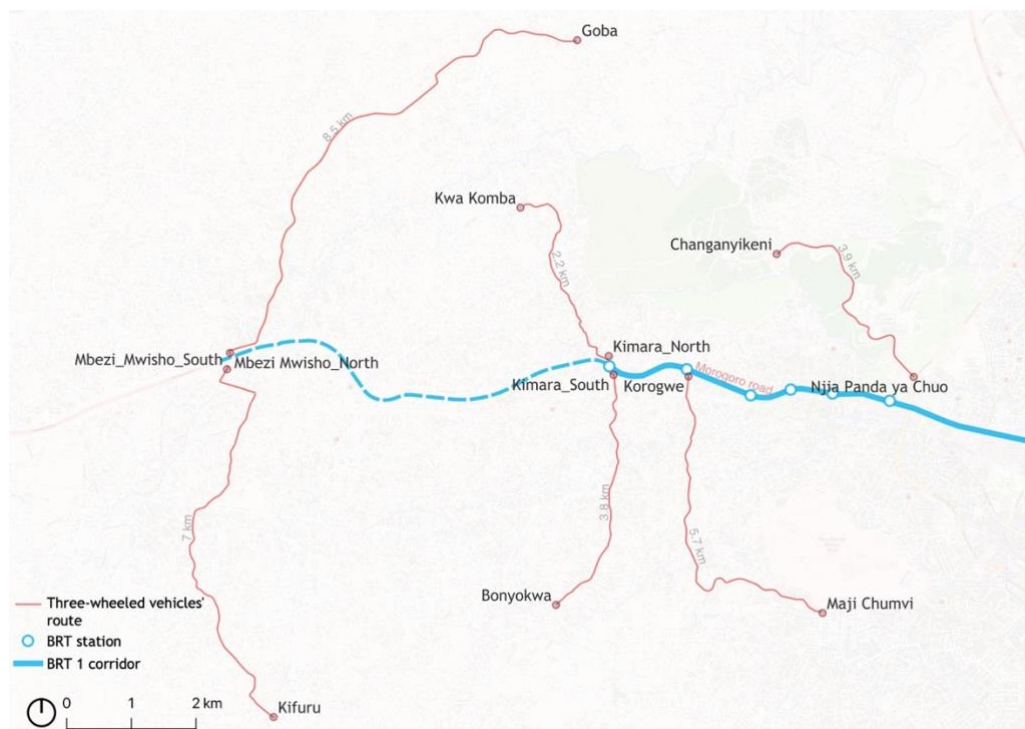 Goba
8.5 km
Kwa Komba
Changanyikeni
3.9 km
2.2 km
Kimara_North
Mbezi_Mwisho_South
Mbezi Mwisho_North
Morogoro road
Kimara_South
Korogwe
Njia Panda ya Chuo
3.8 km
7 km
5.7 km
Bonyokwa
Maji Chumvi
Three-wheeled vehicles'
route
BRT station
BRT 1 corridor
0 1 2 km
Kifuru